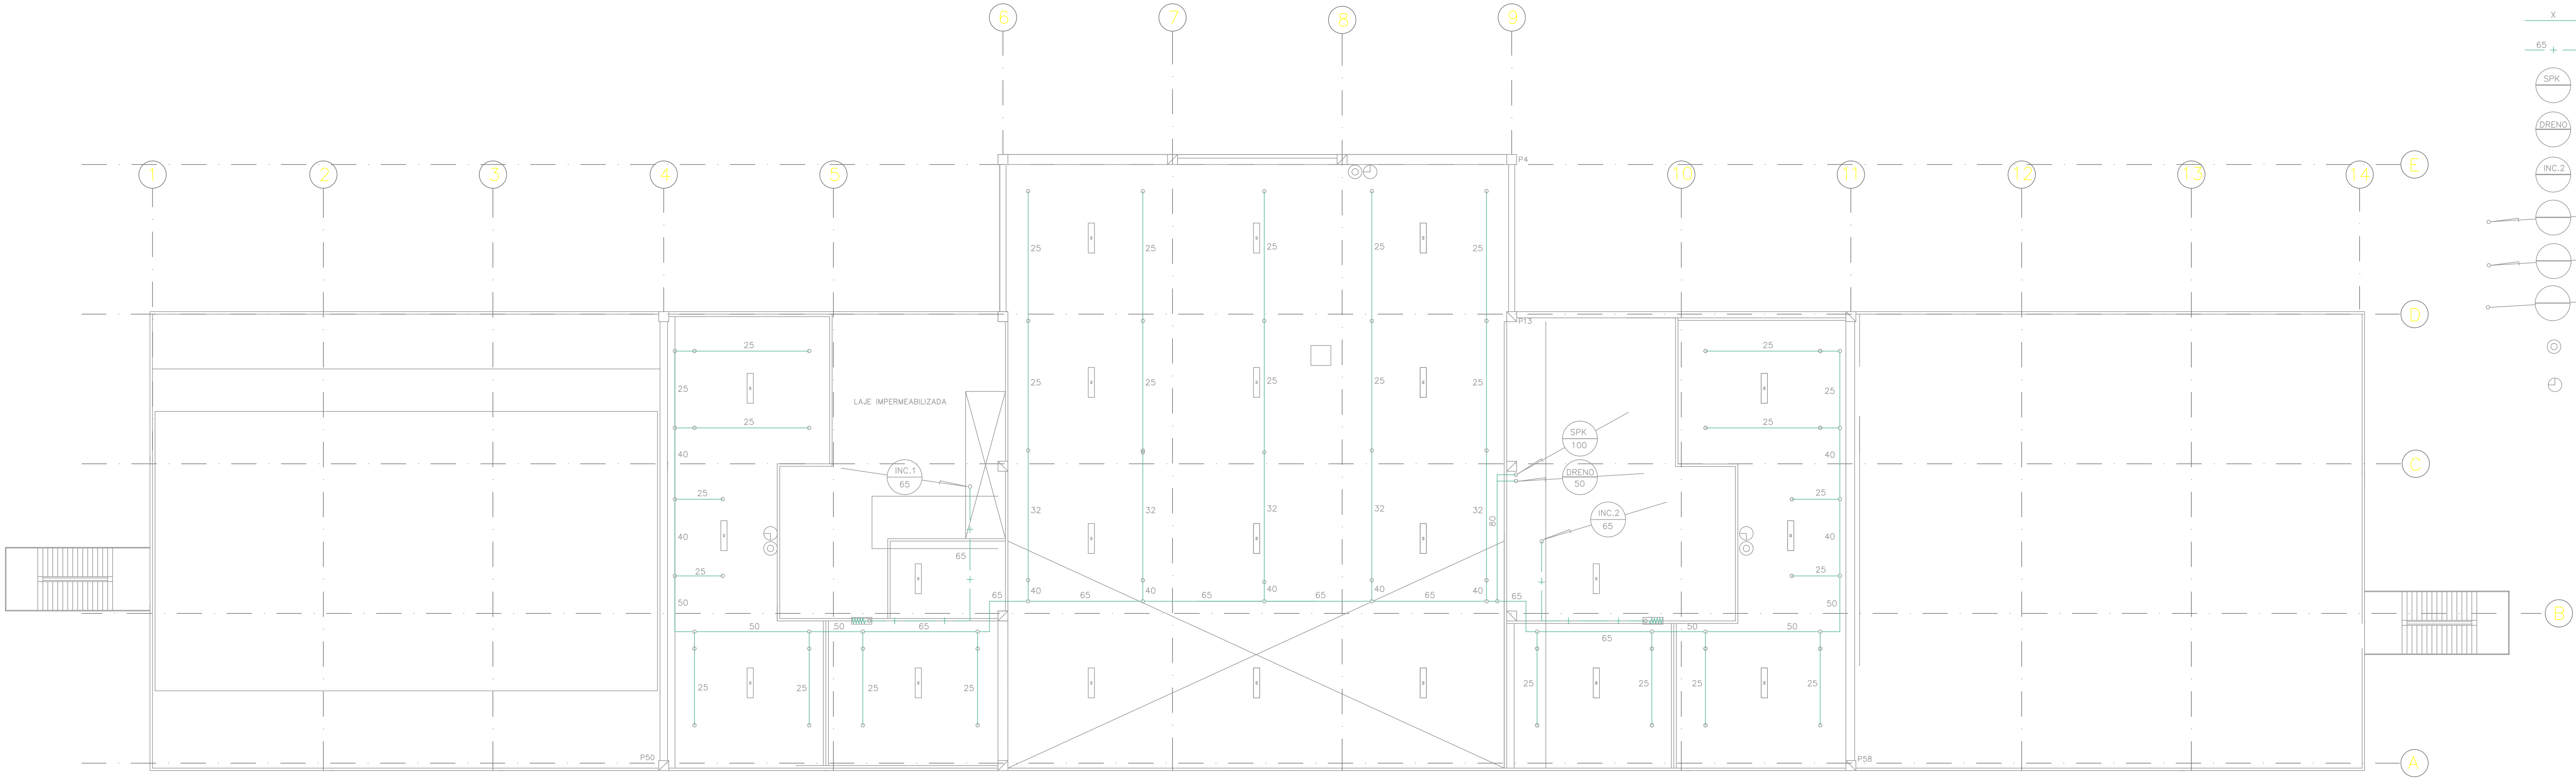 6 7 8 9
X
65
SPK
DRENO
P4
E
1 2 3 4 5 10 11 12 13 14
INC.2
25 25 25 25 25
D
P13
25 25
25 25 25 25 25 25 25
LAJE IMPERMEABILIZADA
25 25
SPK
100
40 40
C
INC.1
65
DRENO
50
25 25
32 32 32 32 32
INC.2
65
80
40 40
65
25 25
40 40 40 40 40
65 65 65 65 65 65 65
50 50
B
50 50 65 65 50 50
25 25 25 25 25 25 25 25
P50 P58
A